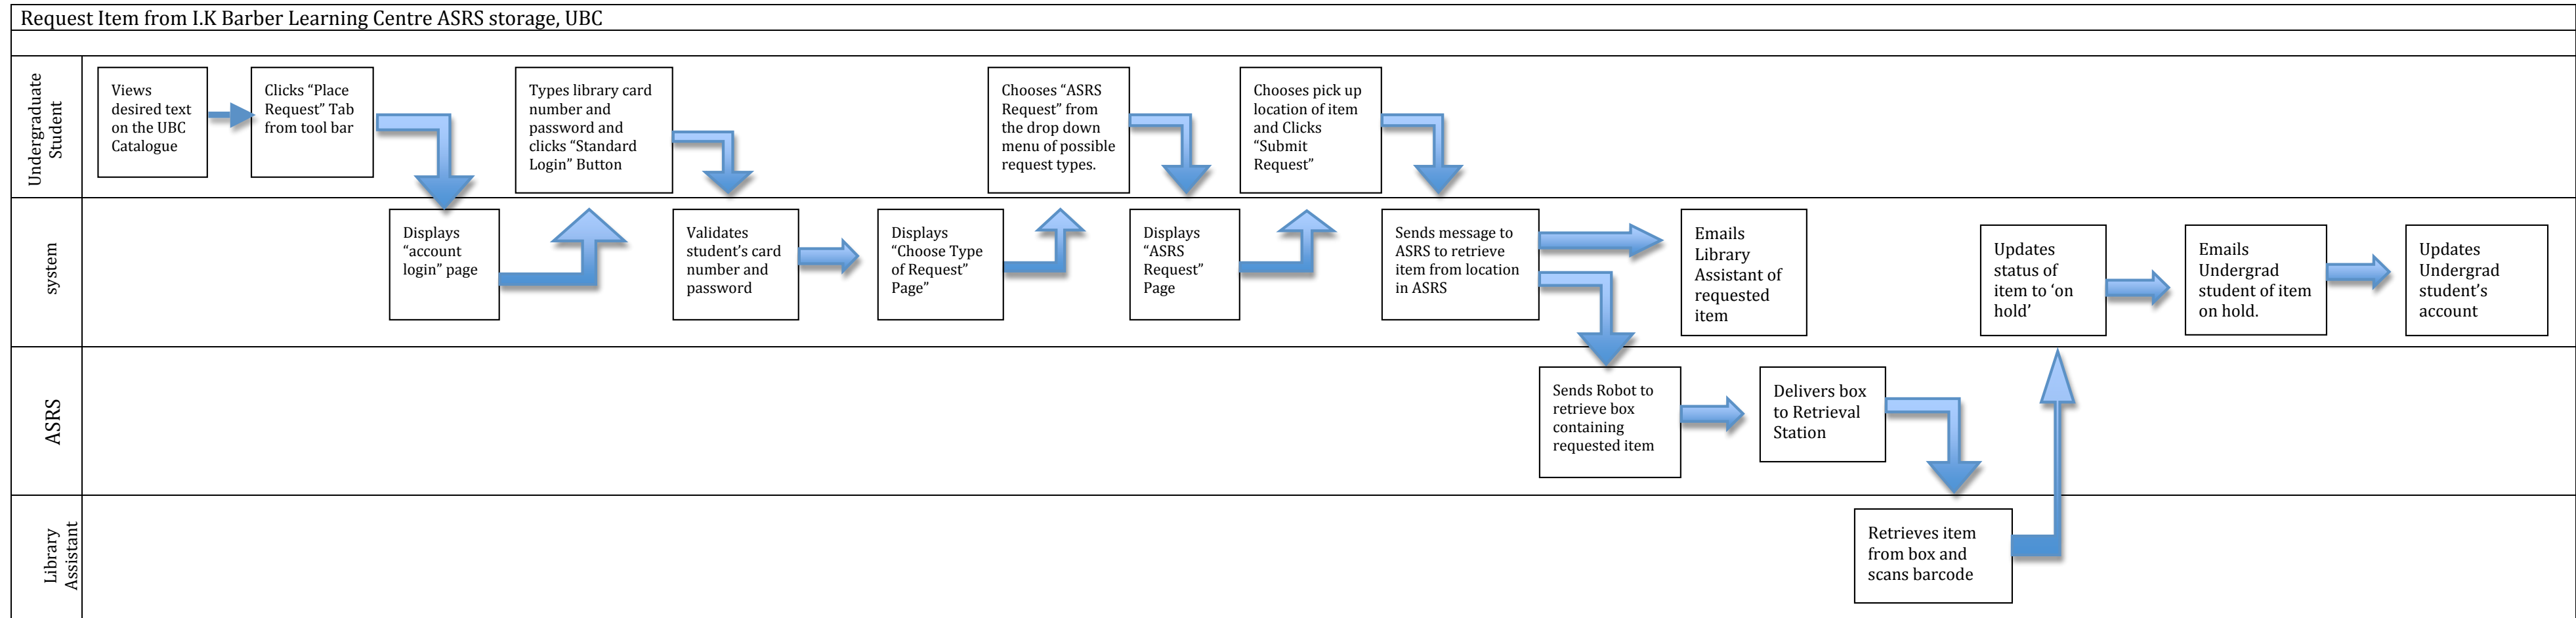 Request Item from I.K Barber Learning Centre ASRS storage, UBC
Undergraduate
Student
Views
desired text
on the UBC
Catalogue
Clicks “Place
Request” Tab
from tool bar
Types library card
number and
password and
clicks “Standard
Login” Button
Chooses “ASRS
Request” from
the drop down
menu of possible
request types.
Chooses pick up
location of item
and Clicks
“Submit
Request”
system
Displays
“account
login” page
Validates
student’s card
number and
password
Displays
“Choose Type
of Request”
Page”
Displays
“ASRS
Request”
Page
Sends message to
ASRS to retrieve
item from location
in ASRS
Emails
Library
Assistant of
requested
item
Updates
status of
item to ‘on
hold’
Emails
Undergrad
student of item
on hold.
Updates
Undergrad
student’s
account
ASRS
Sends Robot to
retrieve box
containing
requested item
Delivers box
to Retrieval
Station
Library
Assistant
Retrieves item
from box and
scans barcode